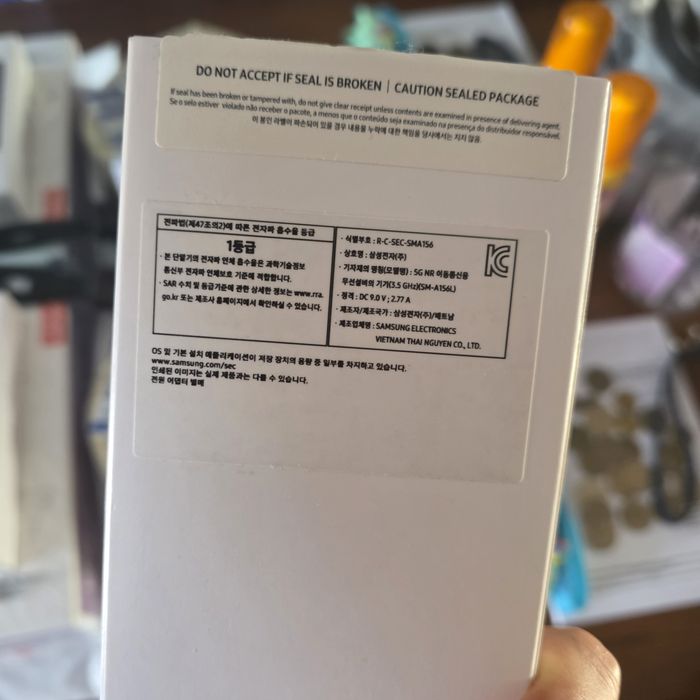 DO NOT ACCEPT IF SEAL IS BROKEN | CAUTION SEALED PACKAGE
If seal has been broken or tampered with, do not give clear receipt unless contents are examined in presence of delivering agent.
Se o selo estiver violado não receber o pacote, a menos que o conteúdo seja examinado na presença do distribuidor responsável.
이 봉인 라벨이 파손되어 있을 경우 내용물 누락에 대한 책임을 당사에서는 지지 않음.
전파법(제47조의2)에 따른 전자파 흡수율 등급
1등급
· 본 단말기의 전자파 인체 흡수율은 과학기술정보
통신부 전자파 인체보호 기준에 적합합니다.
· SAR 수치 및 등급기준에 관한 상세한 정보는 www.rra.
go.kr 또는 제조사 홈페이지에서 확인하실 수 있습니다.
· 식별부호 : R-C-SEC-SMA156
· 상호명 : 삼성전자(주)
· 기자재의 명칭(모델명) : 5G NR 이동통신용
무선설비의 기기(3.5 GHz)(SM-A156L)
· 정격 : DC 9.0 V ; 2.77 A
· 제조자/제조국가 : 삼성전자(주)/베트남
· 제조업체명 : SAMSUNG ELECTRONICS
VIETNAM THAI NGUYEN CO., LTD.
KC
OS 및 기본 설치 애플리케이션이 저장 장치의 용량 중 일부를 차지하고 있습니다.
www.samsung.com/sec
인쇄된 이미지는 실제 제품과는 다를 수 있습니다.
전원 어댑터 별매